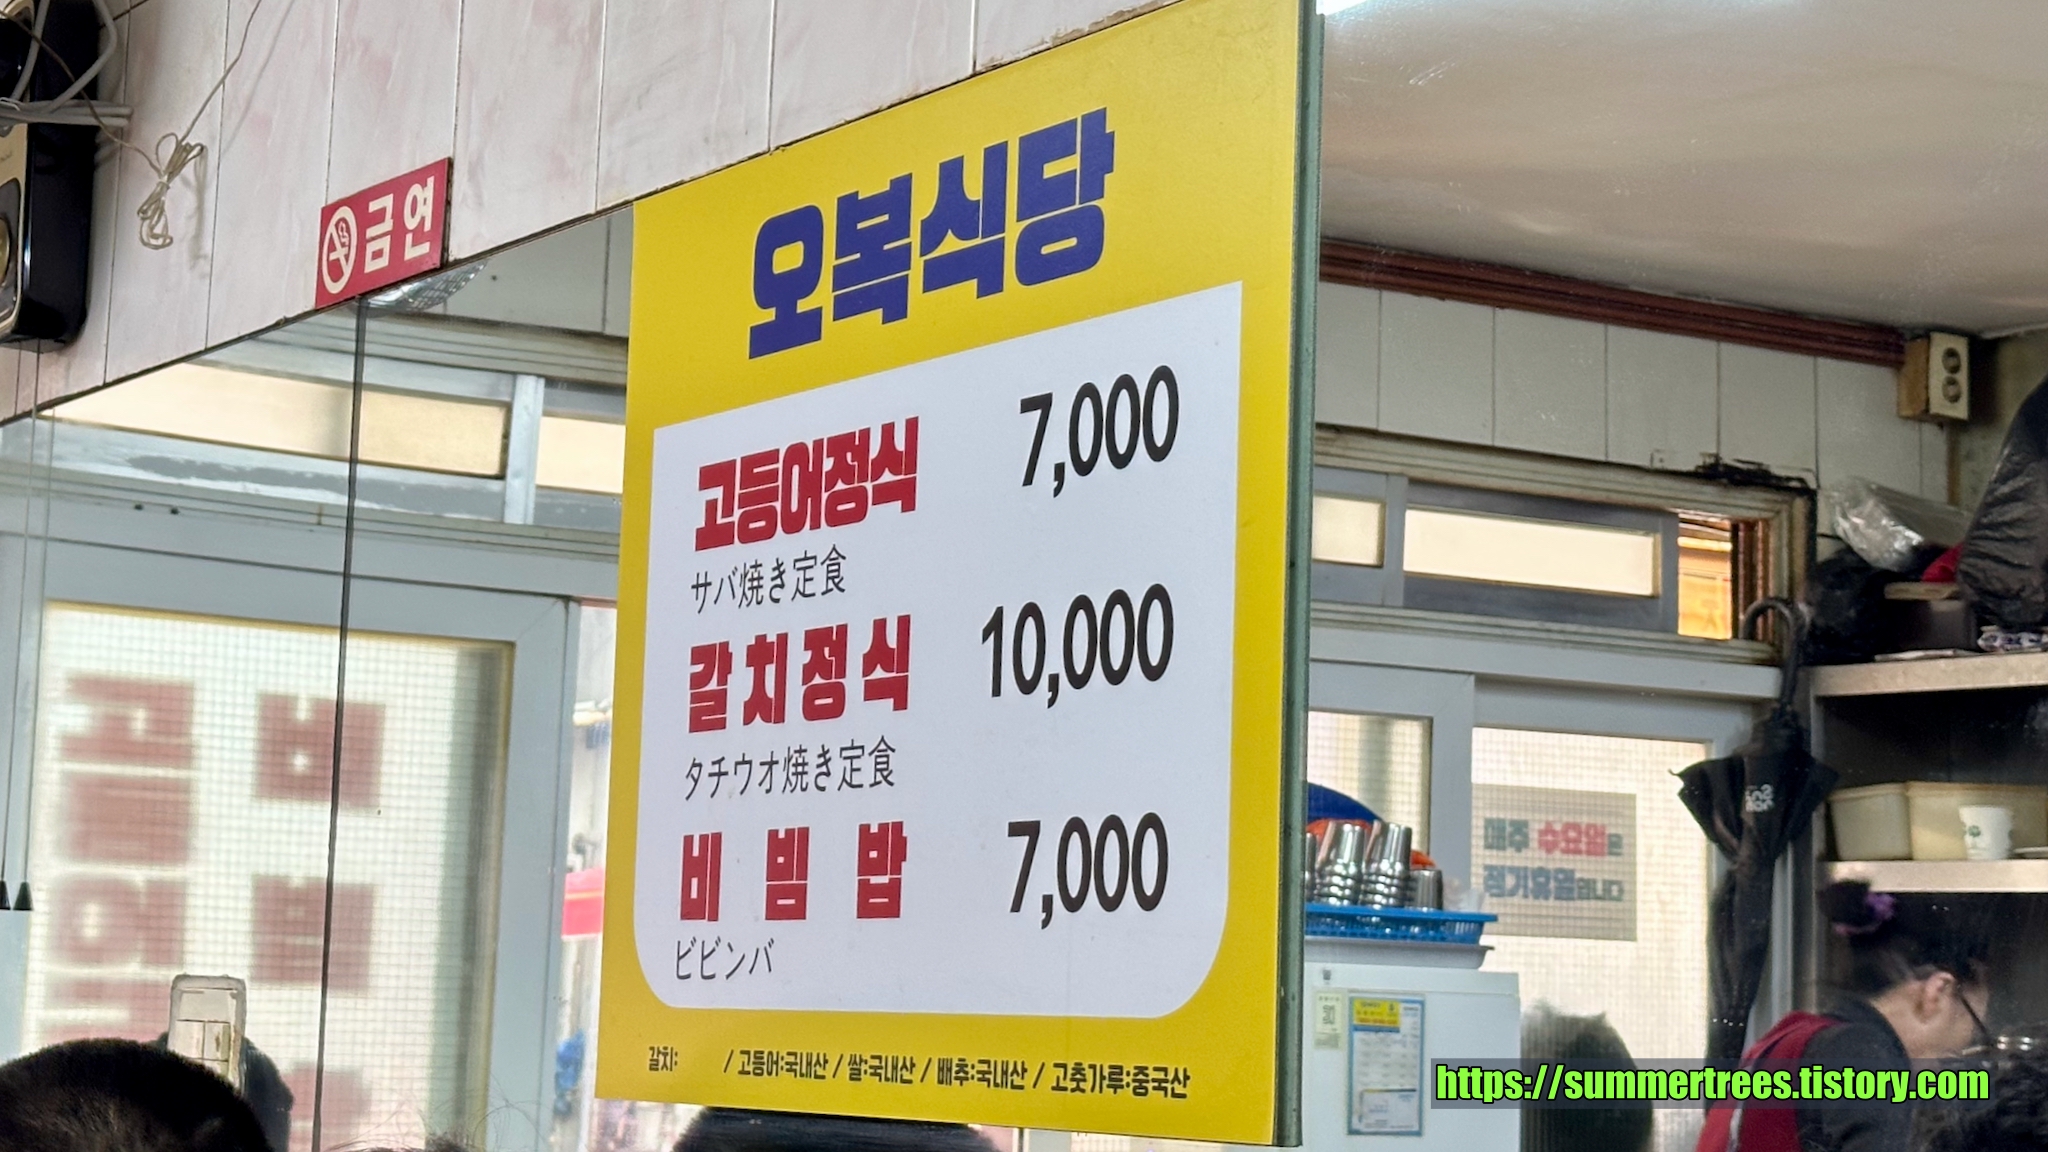 금연
오복식당
고등어정식 7,000
サバ焼き定食
갈치정식 10,000
タチウオ焼き定食
비빔밥 7,000
ビビンバ
갈치: / 고등어:국내산 / 쌀:국내산 / 배추:국내산 / 고춧가루:중국산
매주 수요일은
정기휴일입니다
https://summertrees.tistory.com